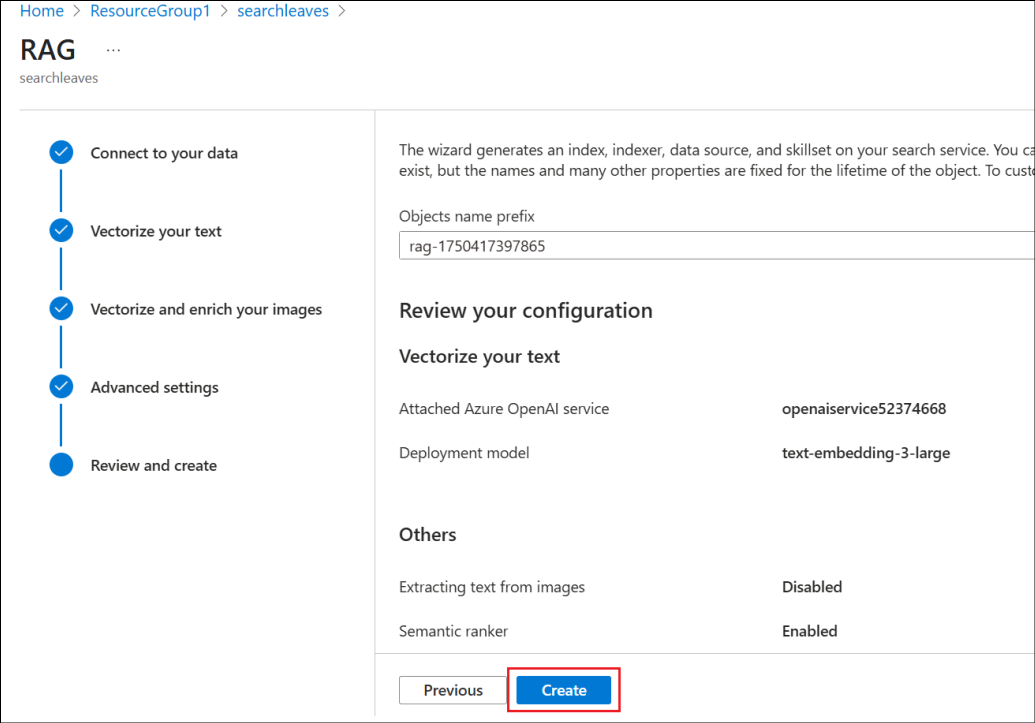 Home > ResourceGroup1 > searchleaves >
RAG ...
searchleaves
Connect to your data
Vectorize your text
Vectorize and enrich your images
Advanced settings
Review and create
The wizard generates an index, indexer, data source, and skillset on your search service. You ca
exist, but the names and many other properties are fixed for the lifetime of the object. To custo
Objects name prefix
rag-1750417397865
Review your configuration
Vectorize your text
Attached Azure OpenAI service openaiservice52374668
Deployment model text-embedding-3-large
Others
Extracting text from images Disabled
Semantic ranker Enabled
Previous Create